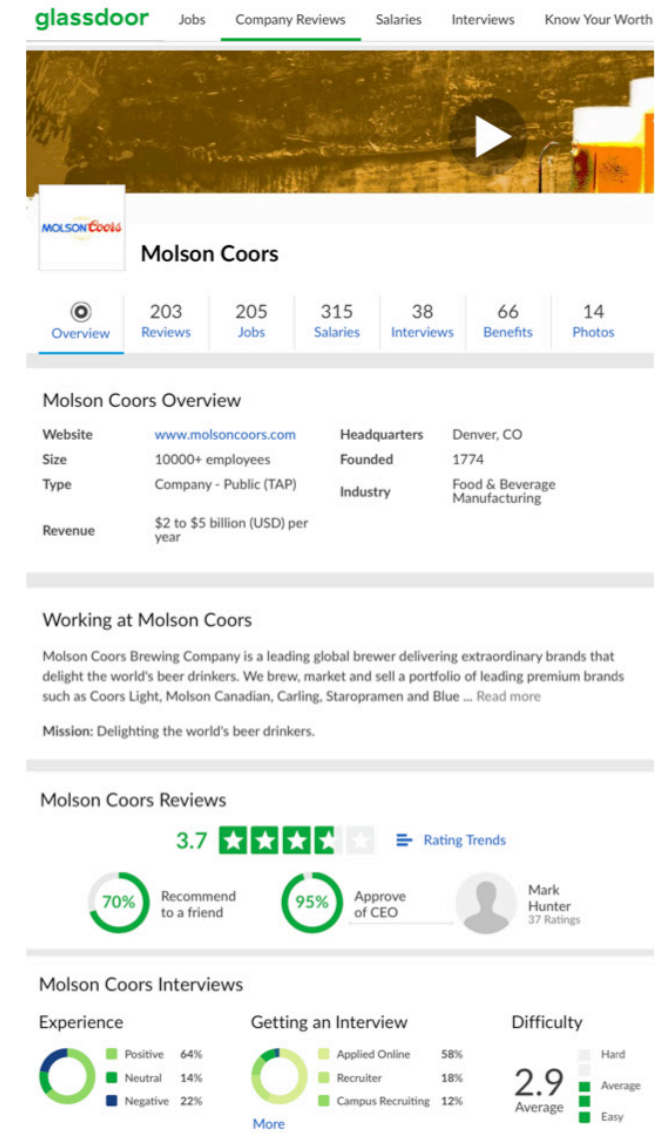 glassdoor Jobs Company Reviews Salaries Interviews Know Your Worth
MOLSON Coors
Molson Coors
203 205 315 38 66 14
Overview Reviews Jobs Salaries Interviews Benefits Photos
Molson Coors Overview
Website www.molsoncoors.com Headquarters Denver, CO
Size 10000+ employees Founded 1774
Type Company - Public (TAP) Industry Food & Beverage
Manufacturing
Revenue $2 to $5 billion (USD) per
year
Working at Molson Coors
Molson Coors Brewing Company is a leading global brewer delivering extraordinary brands that
delight the world's beer drinkers. We brew, market and sell a portfolio of leading premium brands
such as Coors Light, Molson Canadian, Carling, Staropramen and Blue ... Read more
Mission: Delighting the world's beer drinkers.
Molson Coors Reviews
3.7 Rating Trends
70% Recommend
to a friend
95% Approve
of CEO
Mark
Hunter
37 Ratings
Molson Coors Interviews
Experience Getting an Interview Difficulty
Positive 64% Applied Online 58% Hard
Neutral 14% Recruiter 18% 2.9 Average
Negative 22% Campus Recruiting 12% Average Easy
More